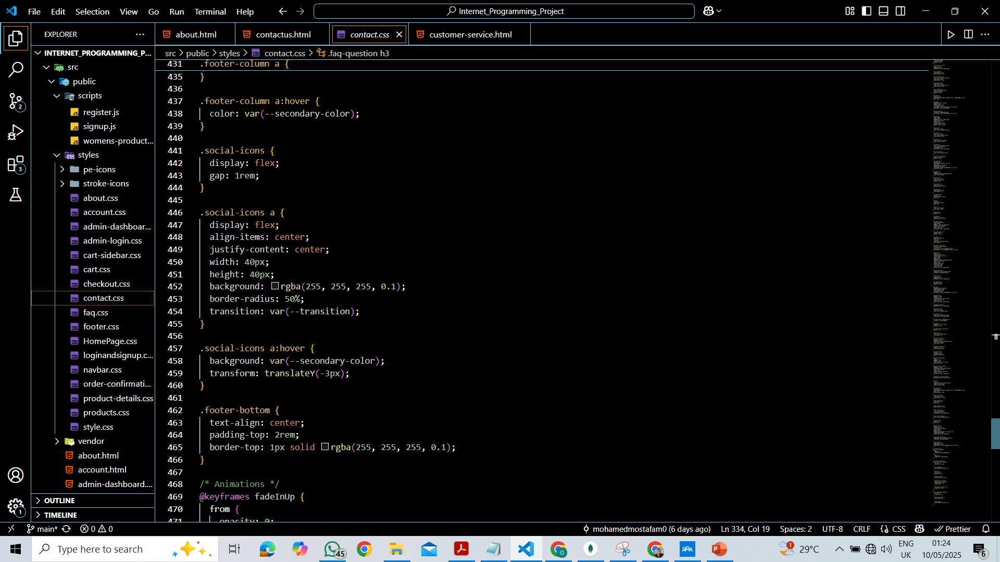 File Edit Selection View Go Run Terminal Help
Internet_Programming_Project
EXPLORER
about.html
contactus.html
contact.css
customer-service.html
INTERNET_PROGRAMMING_P...
src > public > styles > contact.css > .faq-question h3
src
public
scripts
register.js
signup.js
womens-product...
styles
pe-icons
stroke-icons
about.css
account.css
admin-dashboar...
admin-login.css
cart-sidebar.css
cart.css
checkout.css
contact.css
faq.css
footer.css
HomePage.css
loginandsignup.c...
navbar.css
order-confirmati...
product-details.css
products.css
style.css
vendor
about.html
account.html
admin-dashboard....
OUTLINE
TIMELINE
2
3
1
431 .footer-column a {
435 }
436
437 .footer-column a:hover {
438 color: var(--secondary-color);
439 }
440
441 .social-icons {
442 display: flex;
443 gap: 1rem;
444 }
445
446 .social-icons a {
447 display: flex;
448 align-items: center;
449 justify-content: center;
450 width: 40px;
451 height: 40px;
452 background: rgba(255, 255, 255, 0.1);
453 border-radius: 50%;
454 transition: var(--transition);
455 }
456
457 .social-icons a:hover {
458 background: var(--secondary-color);
459 transform: translateY(-3px);
460 }
461
462 .footer-bottom {
463 text-align: center;
464 padding-top: 2rem;
465 border-top: 1px solid rgba(255, 255, 255, 0.1);
466 }
467
468 /* Animations */
469 @keyframes fadeInUp {
470 from {
471 opacity: 0;
main* 0 0 mohamedmostafam0 (6 days ago) Ln 334, Col 19 Spaces: 2 UTF-8 CRLF CSS Prettier
Type here to search
45
1
29°C
ENG
UK
01:24
10/05/2025
6